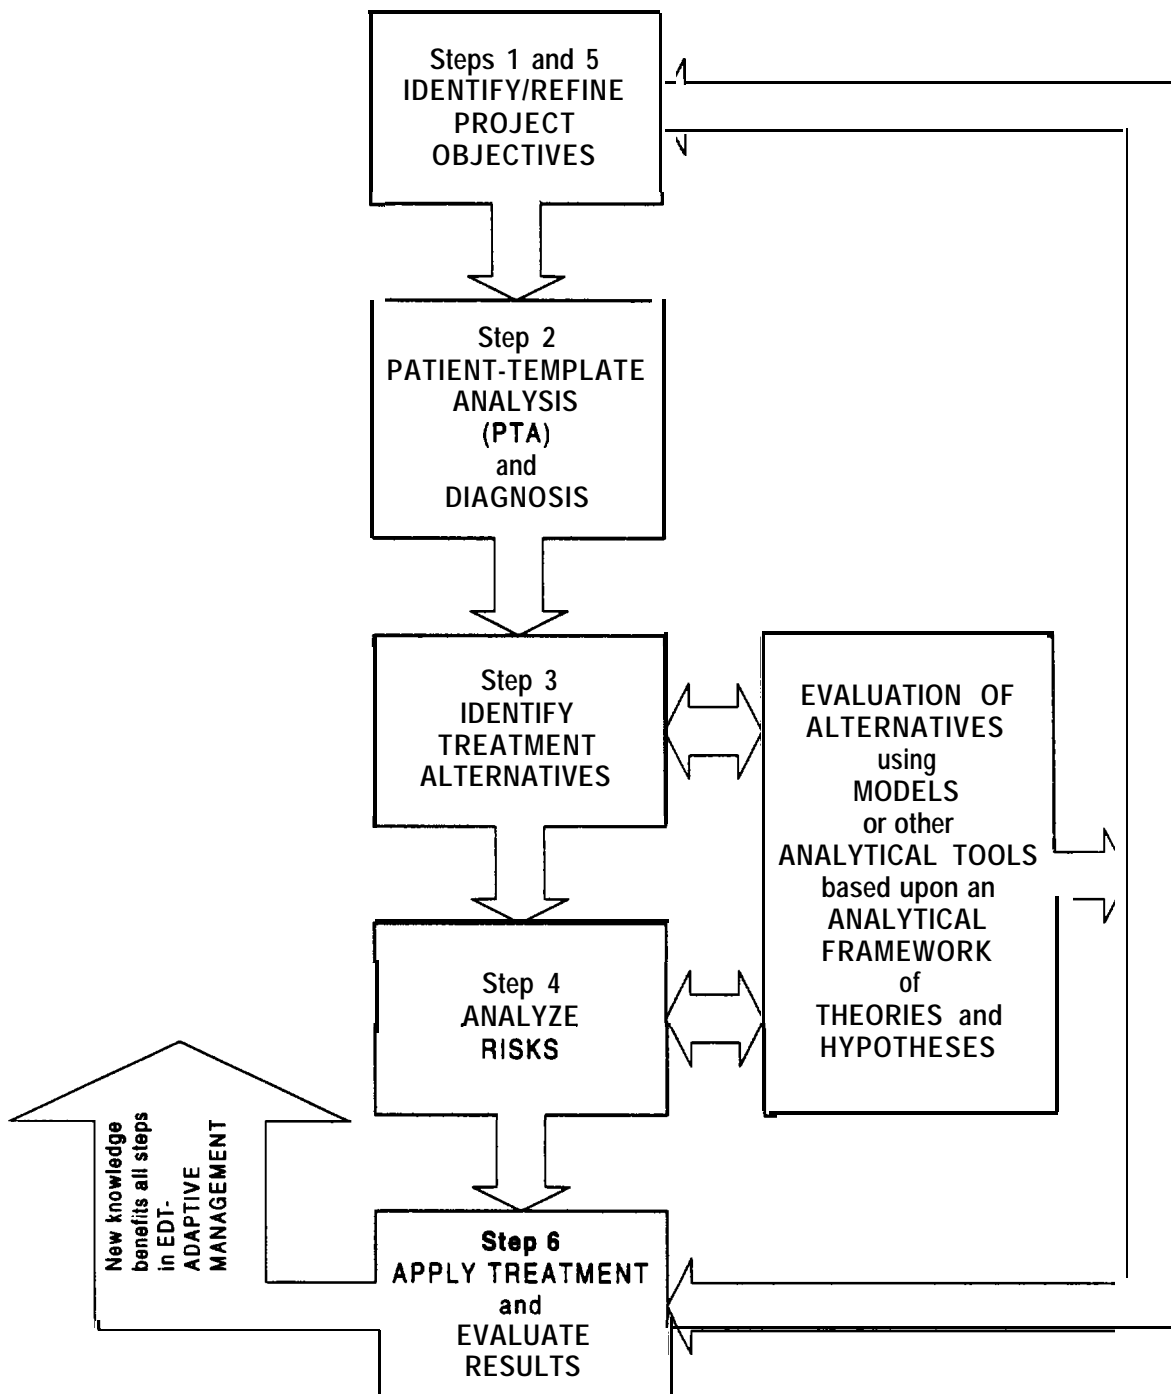 Steps 1 and 5
IDENTIFY/REFINE
PROJECT
OBJECTIVES
Step 2
PATIENT-TEMPLATE
ANALYSIS
(PTA)
and
DIAGNOSIS
Step 3
IDENTIFY
TREATMENT
ALTERNATIVES
EVALUATION OF
ALTERNATIVES
using
MODELS
or other
ANALYTICAL TOOLS
based upon an
ANALYTICAL
FRAMEWORK
of
THEORIES and
HYPOTHESES
Step 4
ANALYZE
RISKS
New knowledge
benefits all steps
in EDT-
ADAPTIVE
MANAGEMENT
Step 6
APPLY TREATMENT
and
EVALUATE
RESULTS